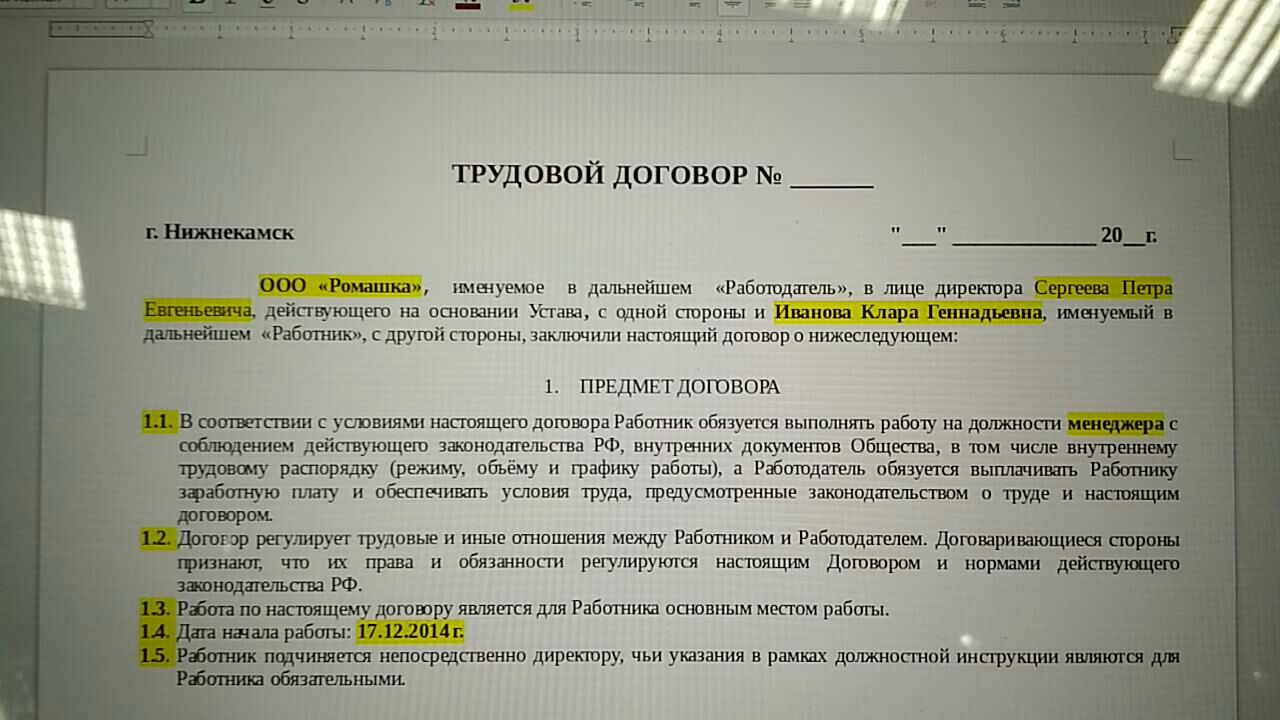 ТРУДОВОЙ ДОГОВОР № ______
г. Нижнекамск "___" _____________ 20__г.
ООО «Ромашка», именуемое в дальнейшем «Работодатель», в лице директора Сергеева Петра
Евгеньевича, действующего на основании Устава, с одной стороны и Иванова Клара Геннадьевна, именуемый в
дальнейшем «Работник», с другой стороны, заключили настоящий договор о нижеследующем:
1. ПРЕДМЕТ ДОГОВОРА
1.1. В соответствии с условиями настоящего договора Работник обязуется выполнять работу на должности менеджера с
соблюдением действующего законодательства РФ, внутренних документов Общества, в том числе внутреннему
трудовому распорядку (режиму, объёму и графику работы), а Работодатель обязуется выплачивать Работнику
заработную плату и обеспечивать условия труда, предусмотренные законодательством о труде и настоящим
договором.
1.2. Договор регулирует трудовые и иные отношения между Работником и Работодателем. Договаривающиеся стороны
признают, что их права и обязанности регулируются настоящим Договором и нормами действующего
законодательства РФ.
1.3. Работа по настоящему договору является для Работника основным местом работы.
1.4. Дата начала работы: 17.12.2014 г.
1.5. Работник подчиняется непосредственно директору, чьи указания в рамках должностной инструкции являются для
Работника обязательными.